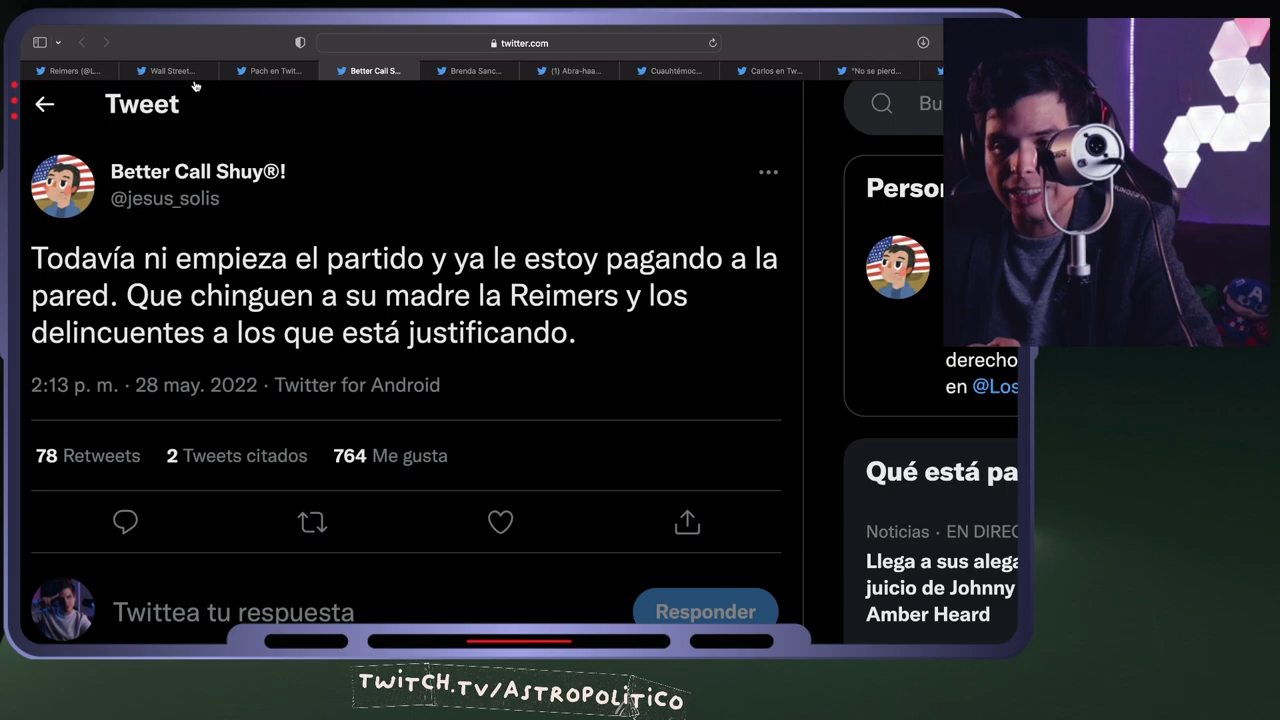 twitter.com
Reimers (@L...
Wall Street...
Pach en Twit...
Better Call S...
Brenda Sanc...
(1) Abra-haa...
Cuauhtémoc...
Carlos en Tw...
"No se pierd...
Tweet
Bu
Better Call Shuy®!
@jesus_solis
Todavía ni empieza el partido y ya le estoy pagando a la
pared. Que chinguen a su madre la Reimers y los
delincuentes a los que está justificando.
2:13 p. m. · 28 may. 2022 · Twitter for Android
78 Retweets 2 Tweets citados 764 Me gusta
Twittea tu respuesta
Responder
Person
derecho
en @Los
Qué está pa
Noticias · EN DIREC
Llega a sus alega
juicio de Johnny
Amber Heard
TWITCH.TV/ASTROPOLITICO